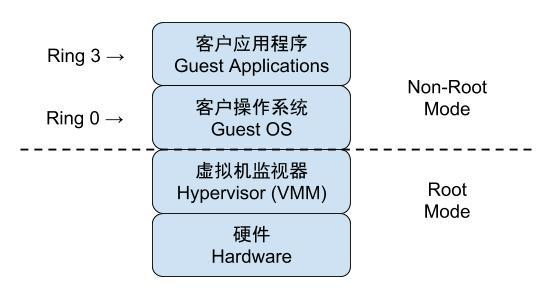 客户应用程序
Ring 3 →
Guest Applications
Non-Root
Mode
客户操作系统
Ring 0 →
Guest OS
虚拟机监视器
Hypervisor (VMM)
Root
Mode
硬件
Hardware